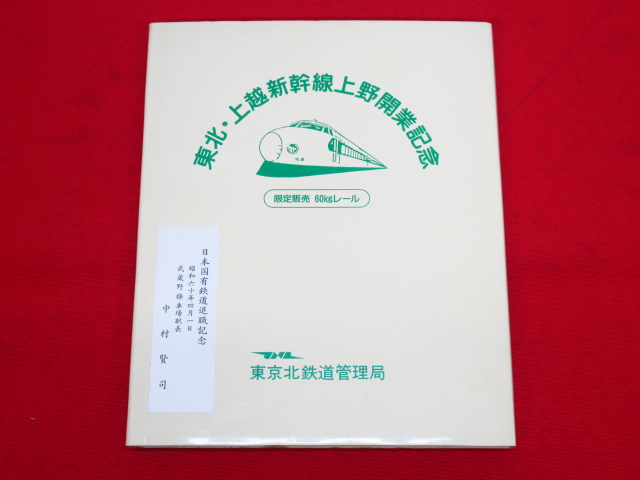 東北・上越新幹線上野開業記念
限定販売 60kgレール
日本国有鉄道退職記念
昭和六十年四月一日
武蔵野操車場駅長
中村賢司
東京北鉄道管理局